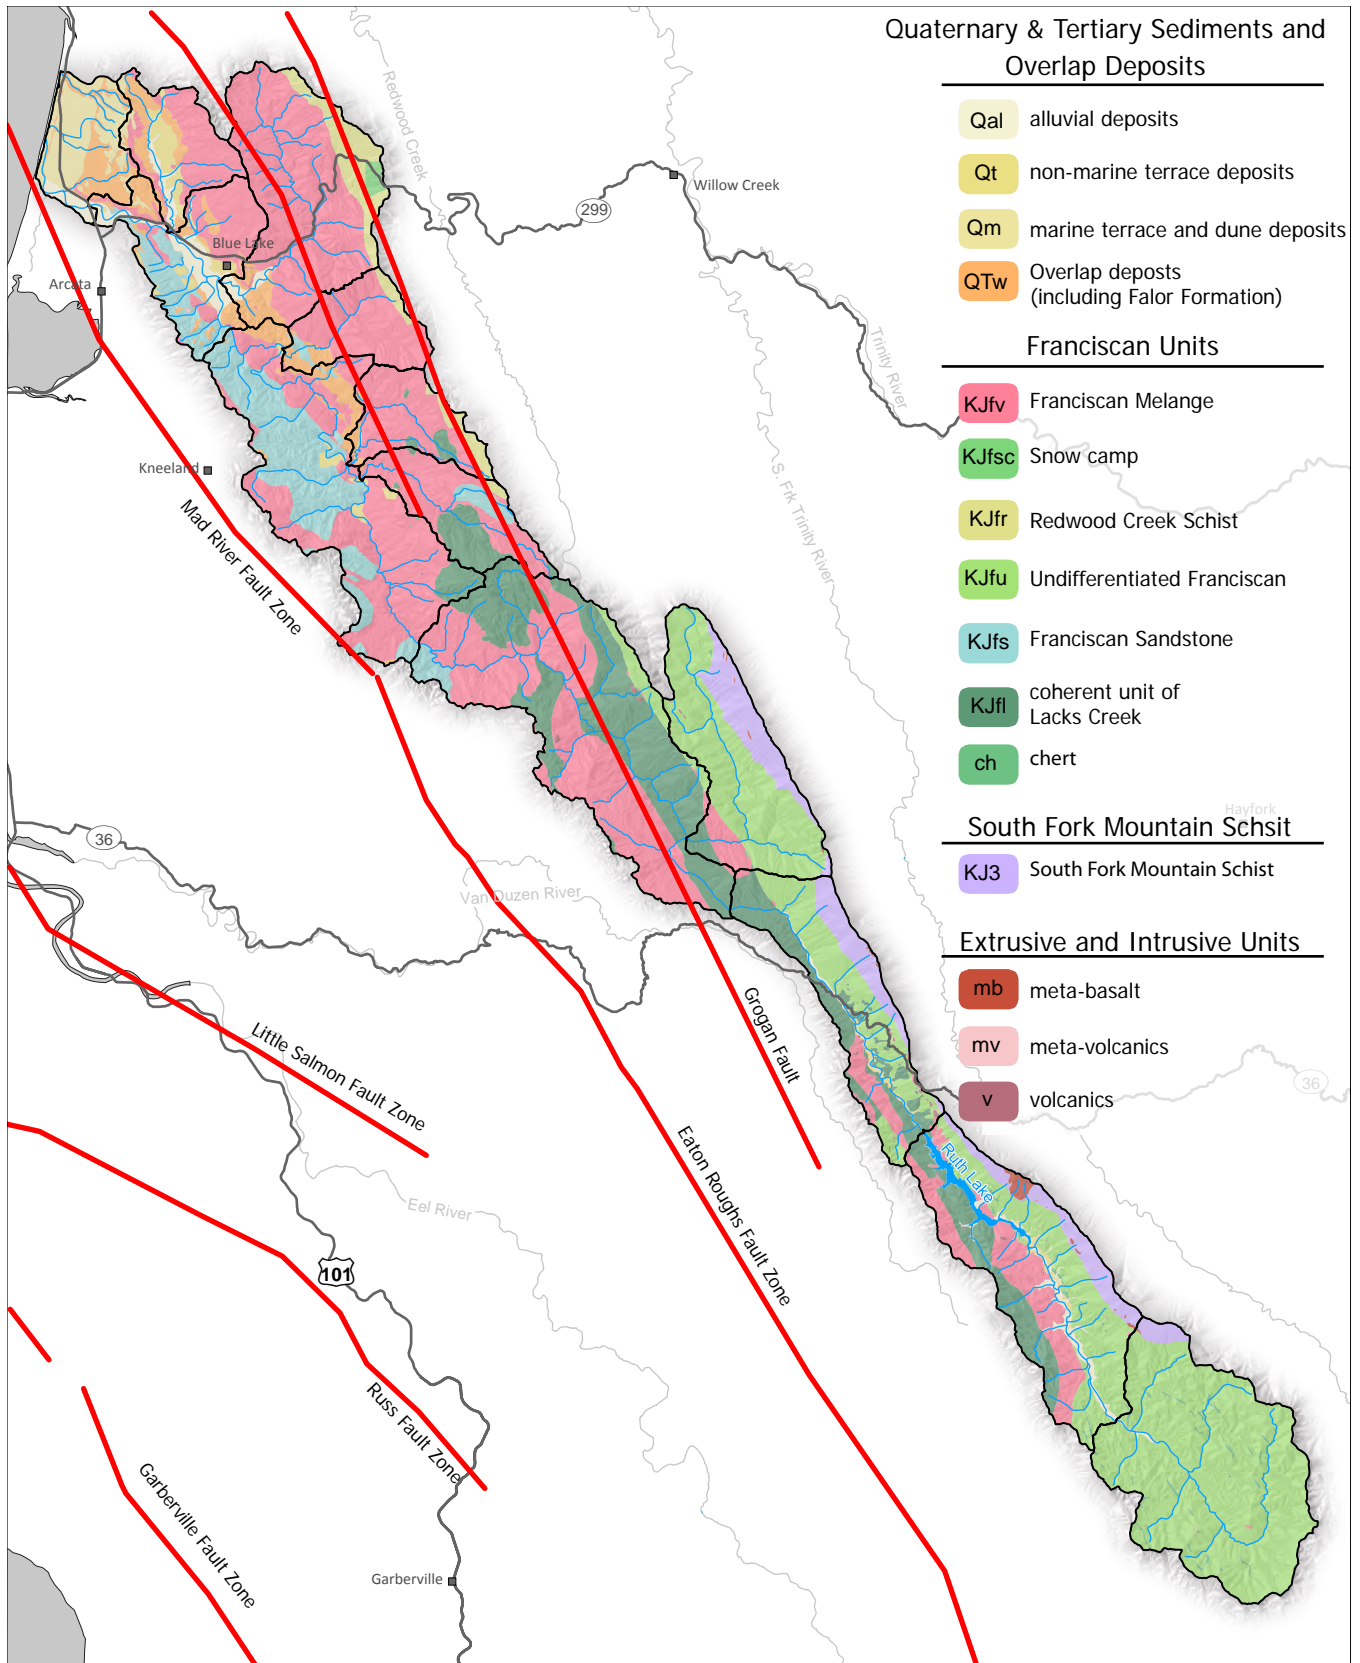 Quaternary & Tertiary Sediments and
Overlap Deposits
Qal alluvial deposits
Qt non-marine terrace deposits
Qm marine terrace and dune deposits
QTw Overlap deposts
(including Falor Formation)
Franciscan Units
KJfv Franciscan Melange
KJfsc Snow camp
KJfr Redwood Creek Schist
KJfu Undifferentiated Franciscan
KJfs Franciscan Sandstone
KJfl coherent unit of
Lacks Creek
ch chert
South Fork Mountain Schsit
KJ3 South Fork Mountain Schist
Extrusive and Intrusive Units
mb meta-basalt
mv meta-volcanics
v volcanics
Redwood Creek
Willow Creek
299
Blue Lake
Arcata
Trinity River
Kneeland
S. Frk Trinity River
Mad River Fault Zone
Hayfork
36
Van Duzen River
Grogan Fault
Little Salmon Fault Zone
36
Eaton Roughs Fault Zone
Ruth Lake
Eel River
101
Russ Fault Zone
Garberville Fault Zone
Garberville